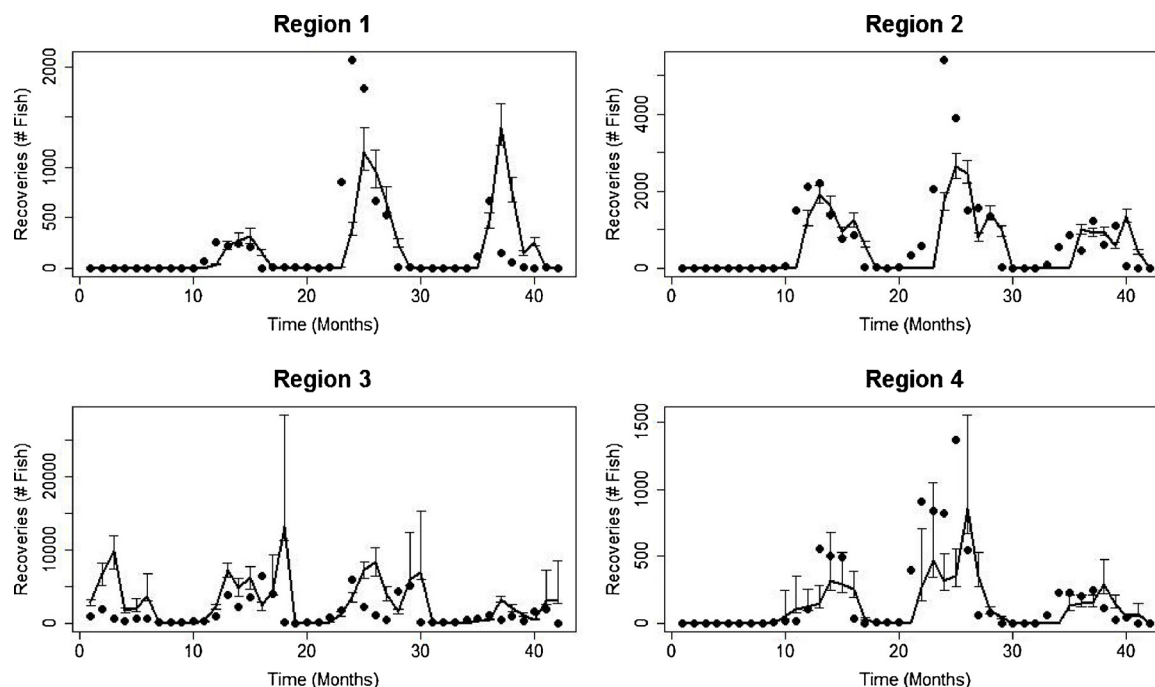 Region 1
Recoveries (# Fish)
0 500 1000 2000
0 10 20 30 40
Time (Months)
Region 2
Recoveries (# Fish)
0 2000 4000
0 10 20 30 40
Time (Months)
Region 3
Recoveries (# Fish)
0 10000 20000
0 10 20 30 40
Time (Months)
Region 4
Recoveries (# Fish)
0 500 1000 1500
0 10 20 30 40
Time (Months)